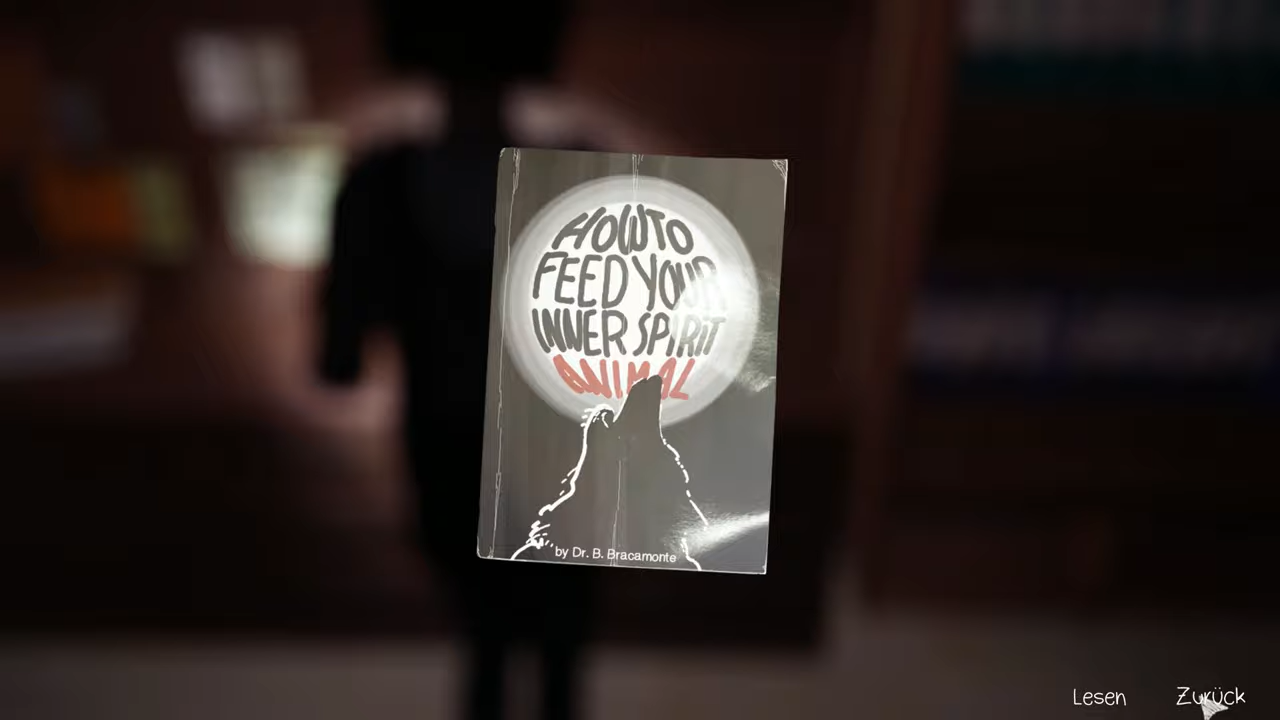 HOW TO
FEED YOUR
INNER SPIRIT
ANIMAL
by Dr. B. Bracamonte
Lesen Zurück